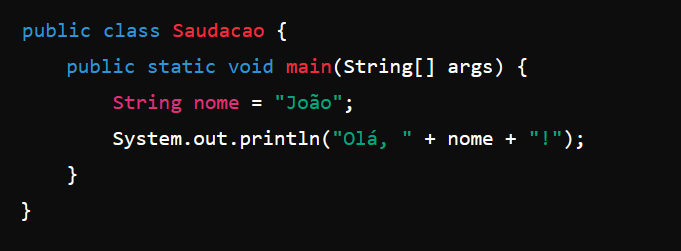 public class Saudacao {
    public static void main(String[] args) {
        String nome = "João";
        System.out.println("Olá, " + nome + "!");
    }
}